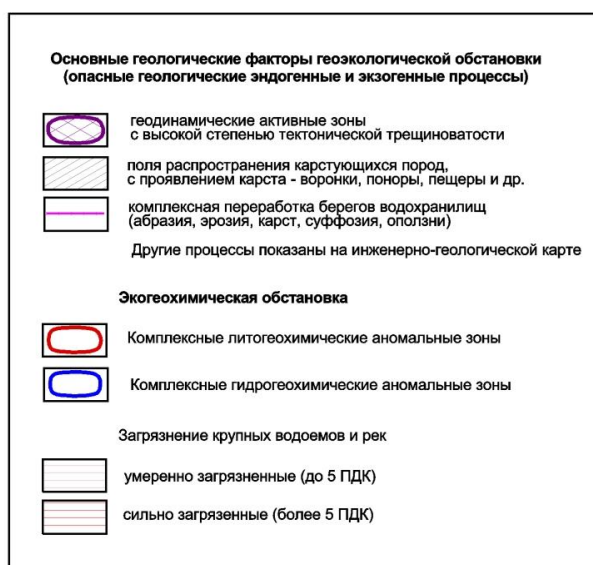 Основные геологические факторы геоэкологической обстановки
(опасные геологические эндогенные и экзогенные процессы)
геодинамические активные зоны
с высокой степенью тектонической трещиноватости
поля распространения карстующихся пород,
с проявлением карста - воронки, поноры, пещеры и др.
комплексная переработка берегов водохранилищ
(абразия, эрозия, карст, суффозия, оползни)
Другие процессы показаны на инженерно-геологической карте
Экогеохимическая обстановка
Комплексные литогеохимические аномальные зоны
Комплексные гидрогеохимические аномальные зоны
Загрязнение крупных водоемов и рек
умеренно загрязненные (до 5 ПДК)
сильно загрязенные (более 5 ПДК)